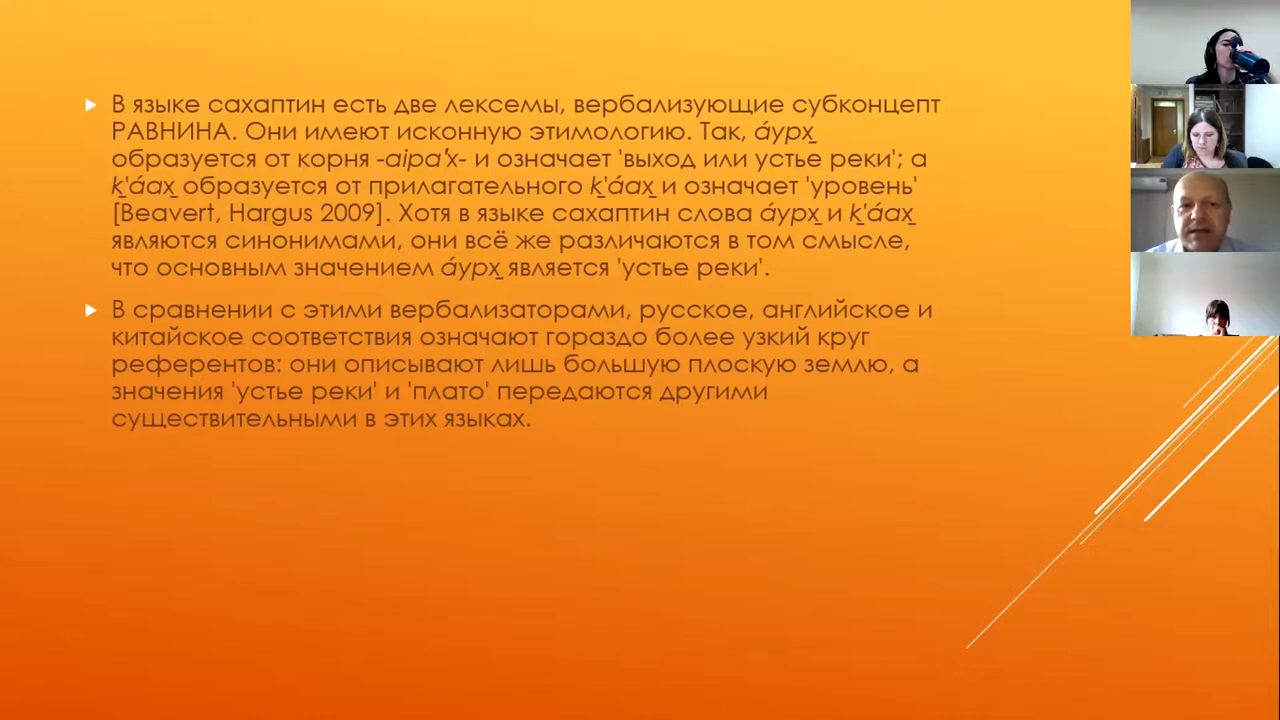 В языке сахаптин есть две лексемы, вербализующие субконцепт
РАВНИНА. Они имеют исконную этимологию. Так, áypx̲
образуется от корня -aipaʹx- и означает 'выход или устье реки'; а
k̲'áax̲ образуется от прилагательного k̲'áax̲ и означает 'уровень'
[Beavert, Hargus 2009]. Хотя в языке сахаптин слова áypx̲ и k̲'áax̲
являются синонимами, они всё же различаются в том смысле,
что основным значением áypx̲ является 'устье реки'.
В сравнении с этими вербализаторами, русское, английское и
китайское соответствия означают гораздо более узкий круг
референтов: они описывают лишь большую плоскую землю, а
значения 'устье реки' и 'плато' передаются другими
существительными в этих языках.